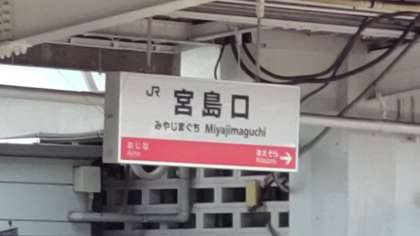 JR 宮島口
みやじまぐち Miyajimaguchi
あじな まえぞら
Ajina Maezora